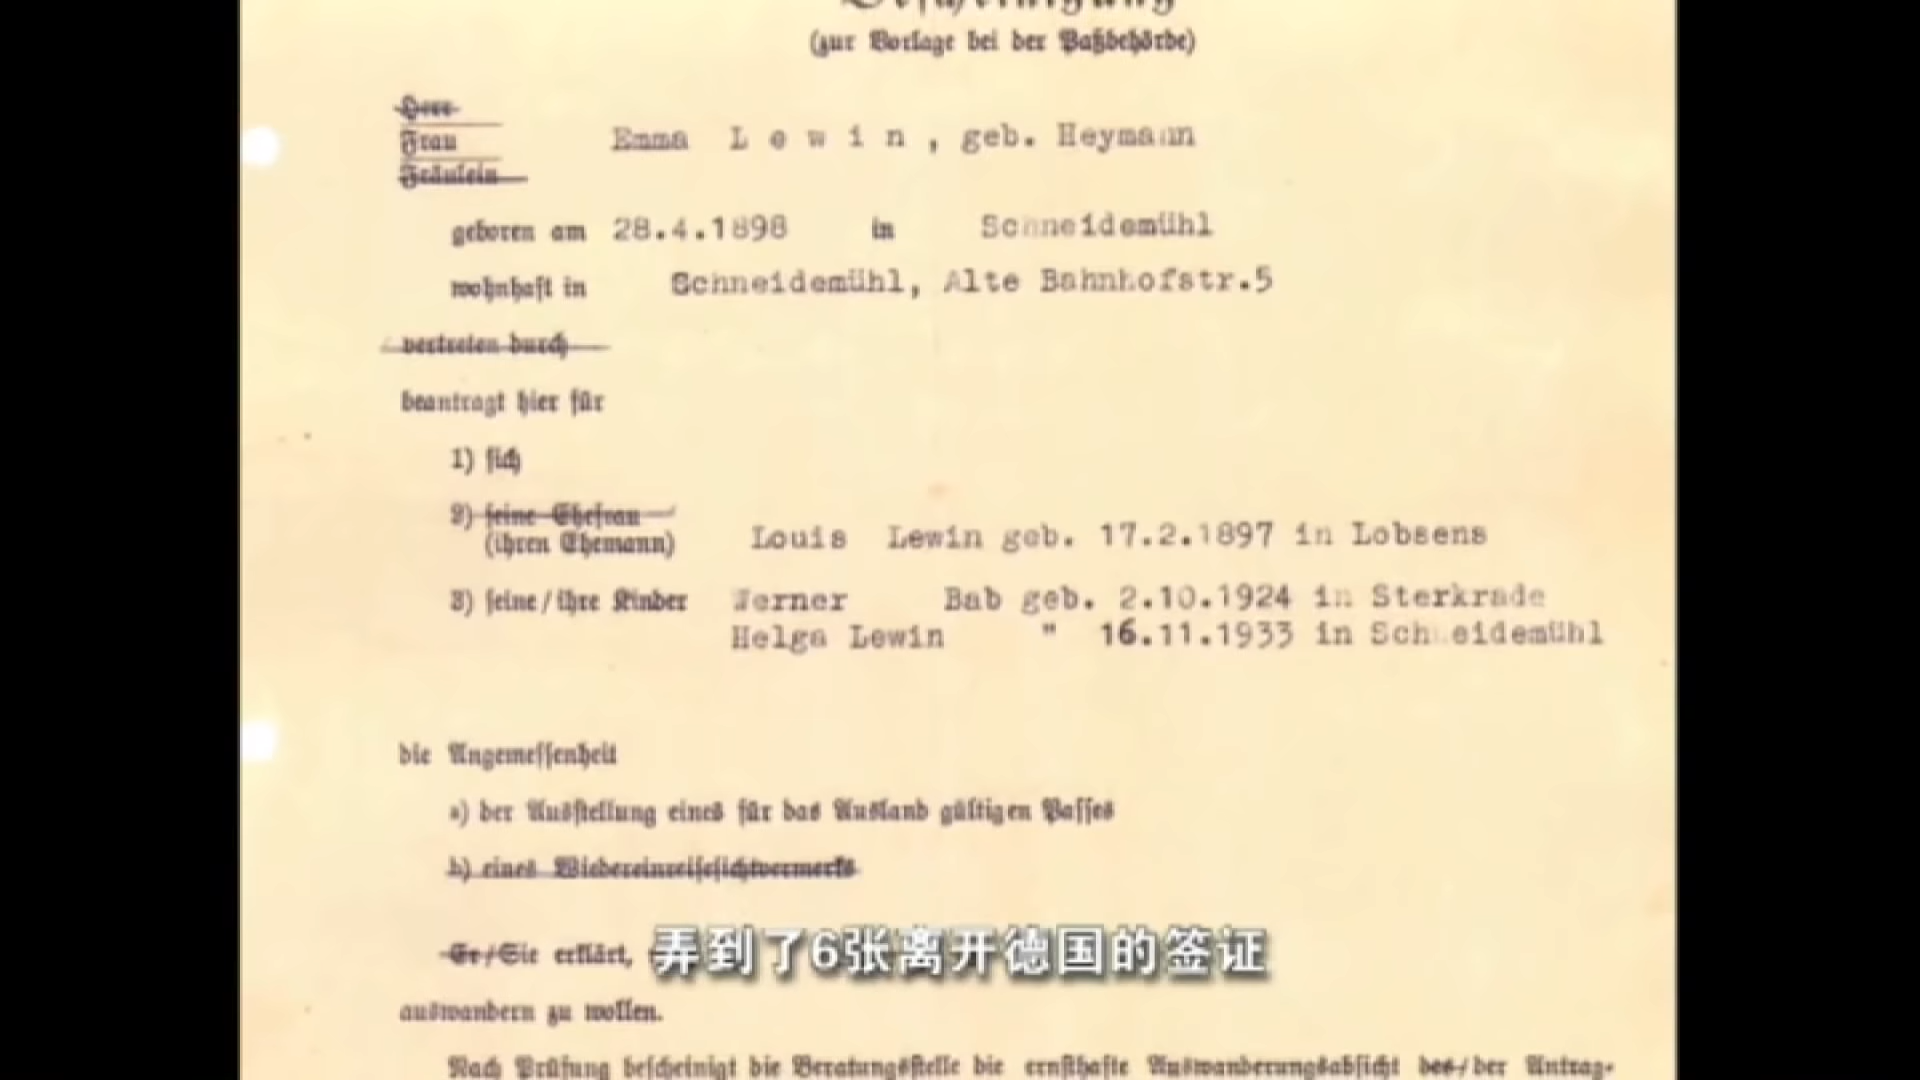 Bescheinigung
(zur Vorlage bei der Paßbehörde)
Herr
Frau Emma Lewin, geb. Heymann
Fräulein
geboren am 28.4.1898 in Schneidemühl
wohnhaft in Schneidemühl, Alte Bahnhofstr.5
vertreten durch
beantragt hier für
1) sich
2) seine Ehefrau
(ihren Ehemann) Louis Lewin geb. 17.2.1897 in Lobsens
3) seine/ihre Kinder Werner Bab geb. 2.10.1924 in Sterkrade
Helga Lewin " 16.11.1933 in Schneidemühl
die Angemessenheit
a) der Ausstellung eines für das Ausland gültigen Passes
b) eines Wiedereinreisesichtvermerks
Er/Sie erklärt,
弄到了6张离开德国的签证
auswandern zu wollen.
Nach Prüfung bescheinigt die Beratungsstelle die ernsthafte Auswanderungsabsicht des/der Antrag-